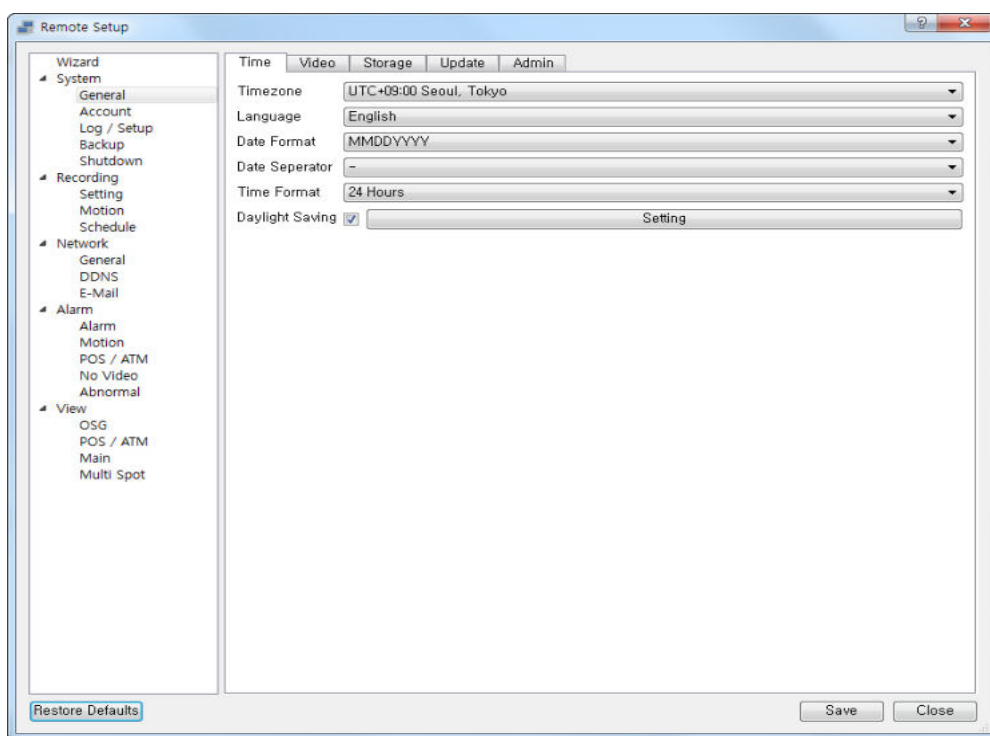 Remote Setup
Wizard
System
General
Account
Log / Setup
Backup
Shutdown
Recording
Setting
Motion
Schedule
Network
General
DDNS
E-Mail
Alarm
Alarm
Motion
POS / ATM
No Video
Abnormal
View
OSG
POS / ATM
Main
Multi Spot
Time Video Storage Update Admin
Timezone UTC+09:00 Seoul, Tokyo
Language English
Date Format MMDDYYYY
Date Seperator -
Time Format 24 Hours
Daylight Saving Setting
Restore Defaults Save Close